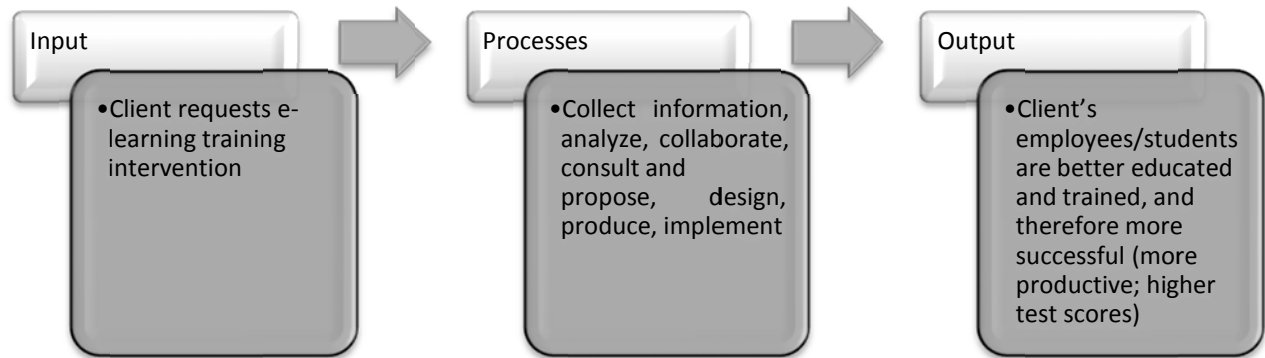 Input
•Client requests e-
learning training
intervention
Processes
•Collect information,
analyze, collaborate,
consult and
propose, design,
produce, implement
Output
•Client’s
employees/students
are better educated
and trained, and
therefore more
successful (more
productive; higher
test scores)